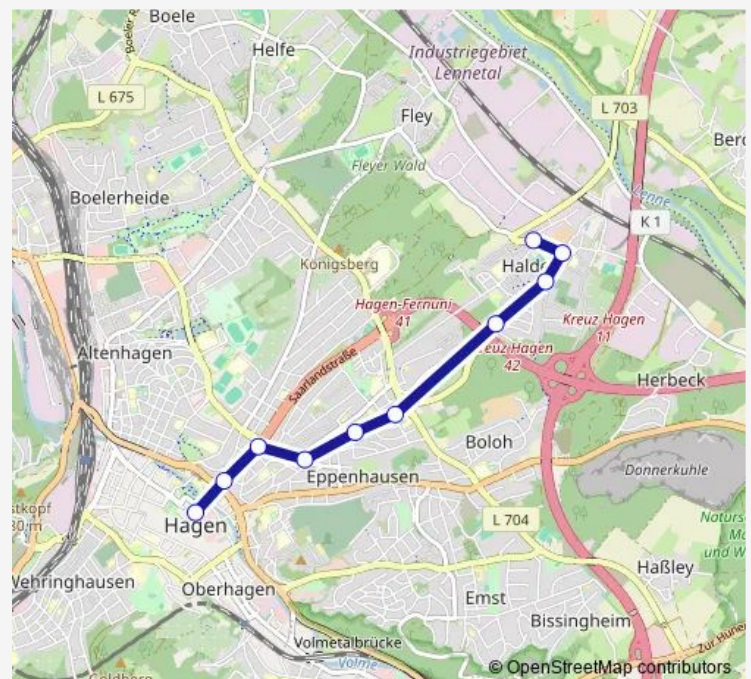 Boele
Boeler
Helfe
Industriegebiet
Lennetal
L 675
L 703
Fley
Fleyer Wald
Lenne
Boelerheide
K 1
Königsberg
Hagen-Fernuni
41
Kreuz Hagen
11
Kreuz Hagen
42
Altenhagen
Saarlandstraße
Herbeck
Boloh
Donnerkuhle
Eppenhausen
Hagen
L 704
Wehringhausen
Oberhagen
Emst
Haßley
Bissingheim
Volmetalbrücke
Volme
© OpenStreetMap contributors